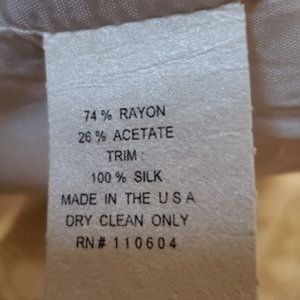 74 % RAYON
26 % ACETATE
TRIM :
100 % SILK
MADE IN THE U S A
DRY CLEAN ONLY
RN # 110604